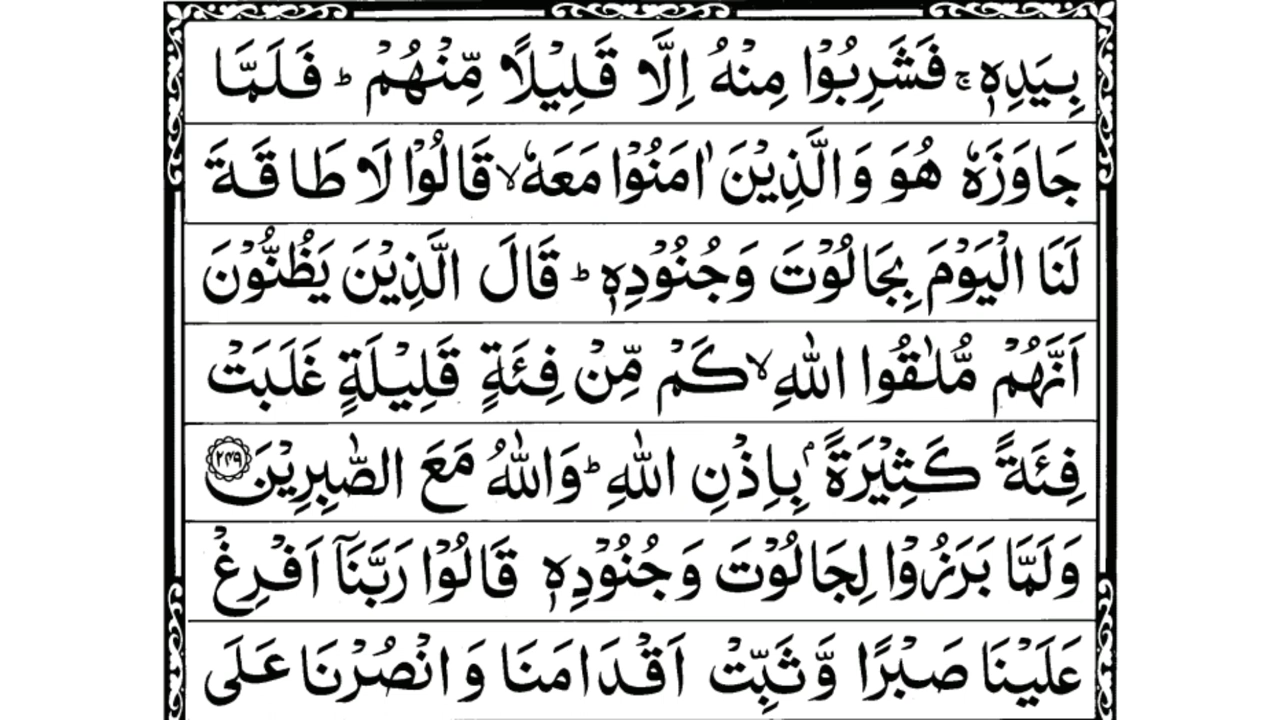 بِيَدِهٖ ۚ فَشَرِبُوْا مِنْهُ اِلَّا قَلِيْلًا مِّنْهُمْ ؕ فَلَمَّا
جَاوَزَهٗ هُوَ وَالَّذِيْنَ اٰمَنُوْا مَعَهٗ ۙ قَالُوْا لَا طَاقَةَ
لَنَا الْيَوْمَ بِجَالُوْتَ وَجُنُوْدِهٖ ؕ قَالَ الَّذِيْنَ يَظُنُّوْنَ
اَنَّهُمْ مُّلٰقُوا اللّٰهِ ۙ كَمْ مِّنْ فِئَةٍ قَلِيْلَةٍ غَلَبَتْ
فِئَةً كَثِيْرَةًۢ بِاِذْنِ اللّٰهِ ؕ وَاللّٰهُ مَعَ الصّٰبِرِيْنَ ۝۲۴۹
وَلَمَّا بَرَزُوْا لِجَالُوْتَ وَجُنُوْدِهٖ قَالُوْا رَبَّنَاۤ اَفْرِغْ
عَلَيْنَا صَبْرًا وَّثَبِّتْ اَقْدَامَنَا وَانْصُرْنَا عَلَى